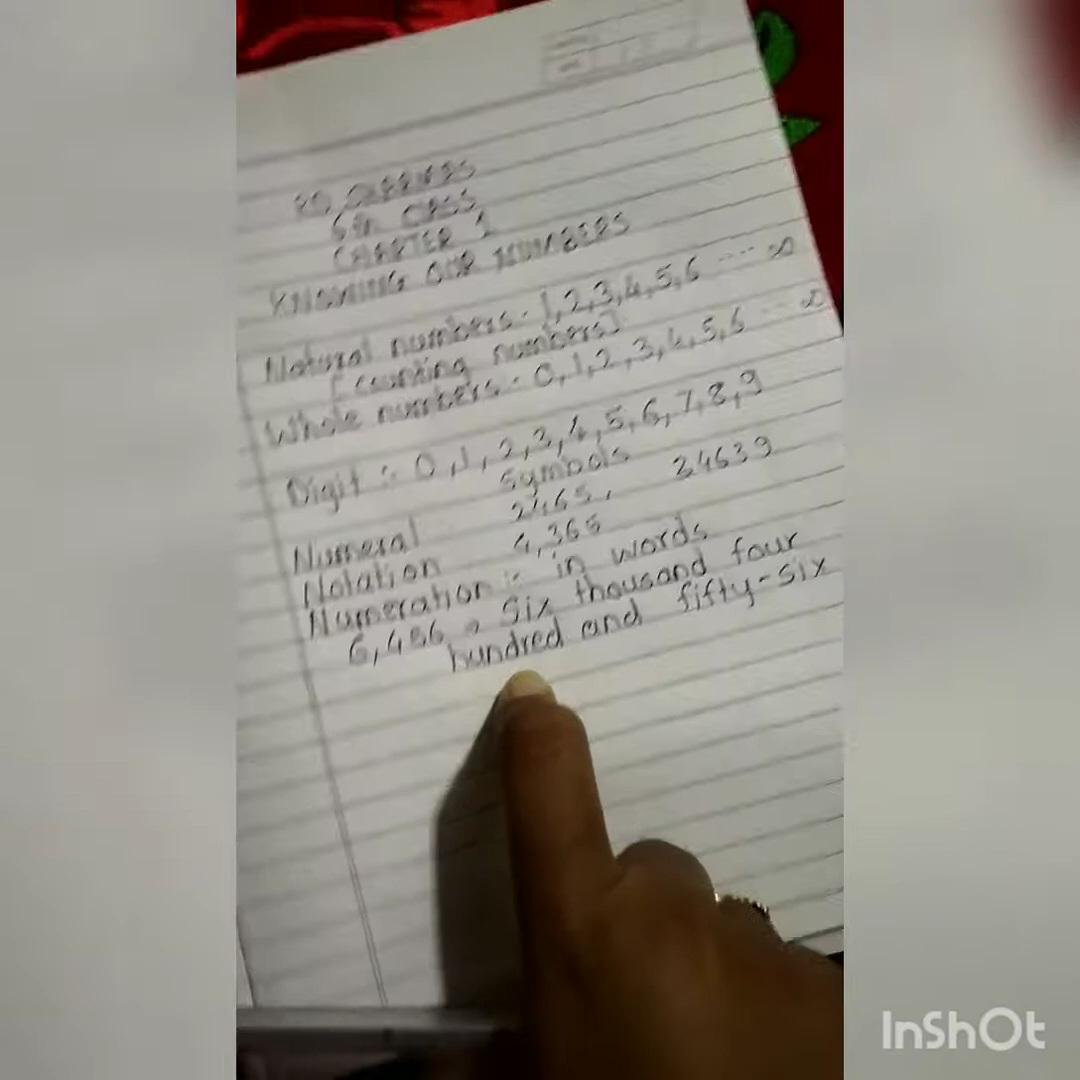 6th CLASS
CHAPTER 1
KNOWING OUR NUMBERS
Natural numbers:- 1,2,3,4,5,6 --- ∞
[counting numbers]
Whole numbers:- 0,1,2,3,4,5,6 -- ∞
Digit :- 0,1,2,3,4,5,6,7,8,9
symbols
Numeral 2465, 34639
Notation 4,365
Numeration :- in words
6,456 = Six thousand four
hundred and fifty-six
InShOt